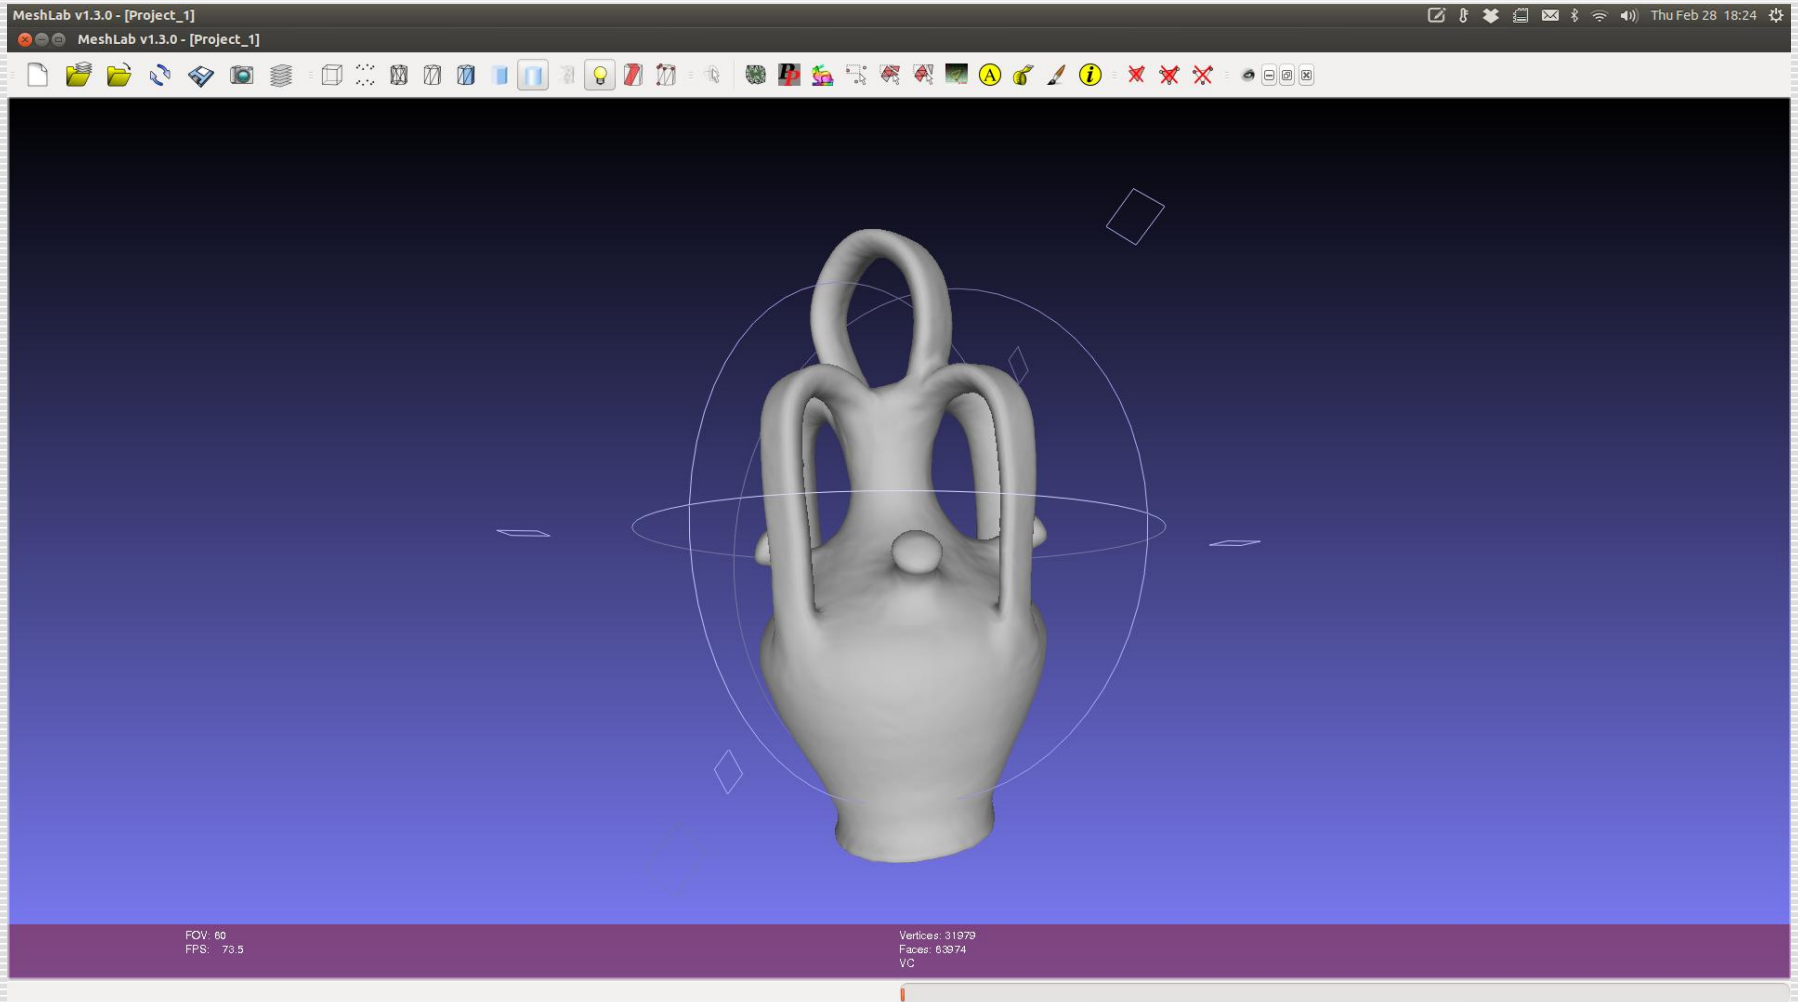 MeshLab v1.3.0 - [Project_1]
Thu Feb 28 18:24
MeshLab v1.3.0 - [Project_1]
FOV: 60
FPS: 73.5
Vertices: 31979
Faces: 63974
VC